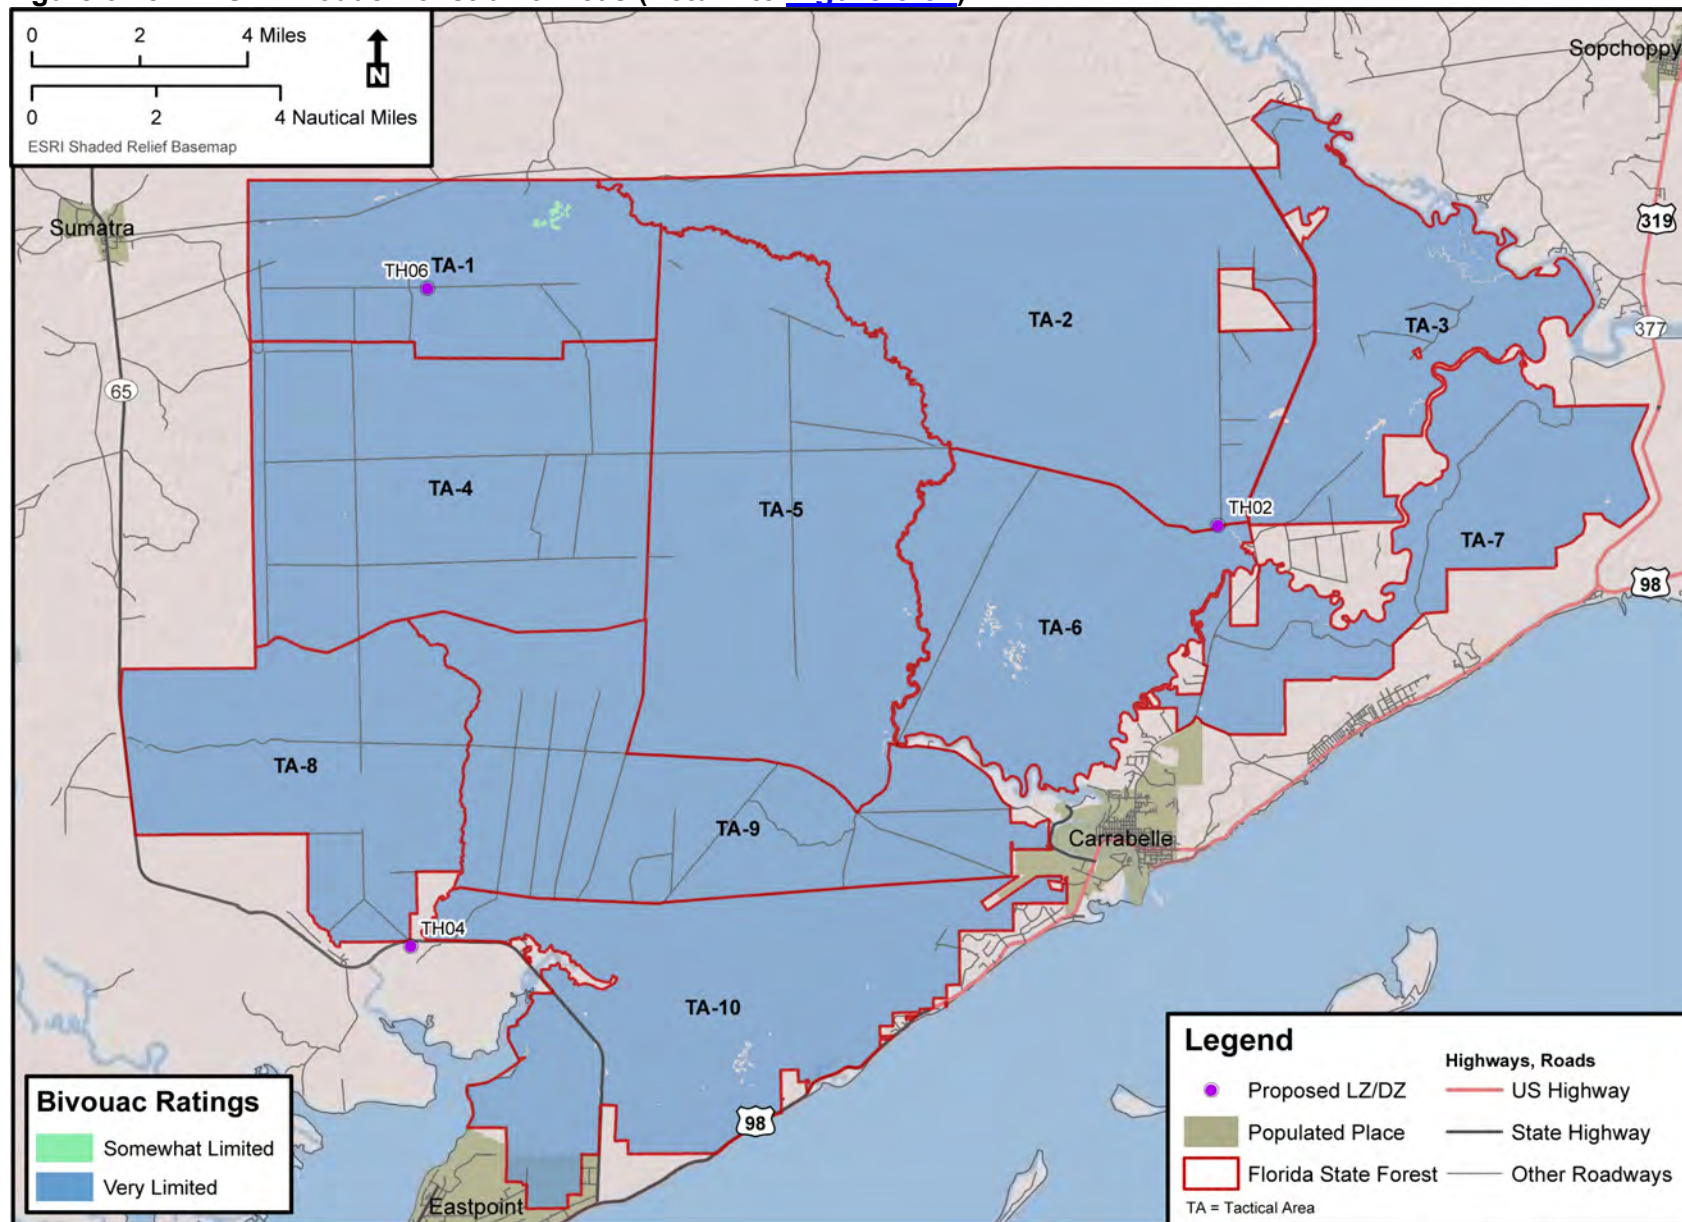 0 2 4 Miles
N
0 2 4 Nautical Miles
ESRI Shaded Relief Basemap
Sopchoppy
Sumatra
319
TH06 TA-1
TA-2
TA-3
377
65
TA-4
TA-5
TH02
TA-7
98
TA-6
TA-8
TA-9
Carrabelle
TH04
TA-10
98
Eastpoint
Bivouac Ratings
Somewhat Limited
Very Limited
Legend
Highways, Roads
Proposed LZ/DZ
US Highway
Populated Place
State Highway
Florida State Forest
Other Roadways
TA = Tactical Area